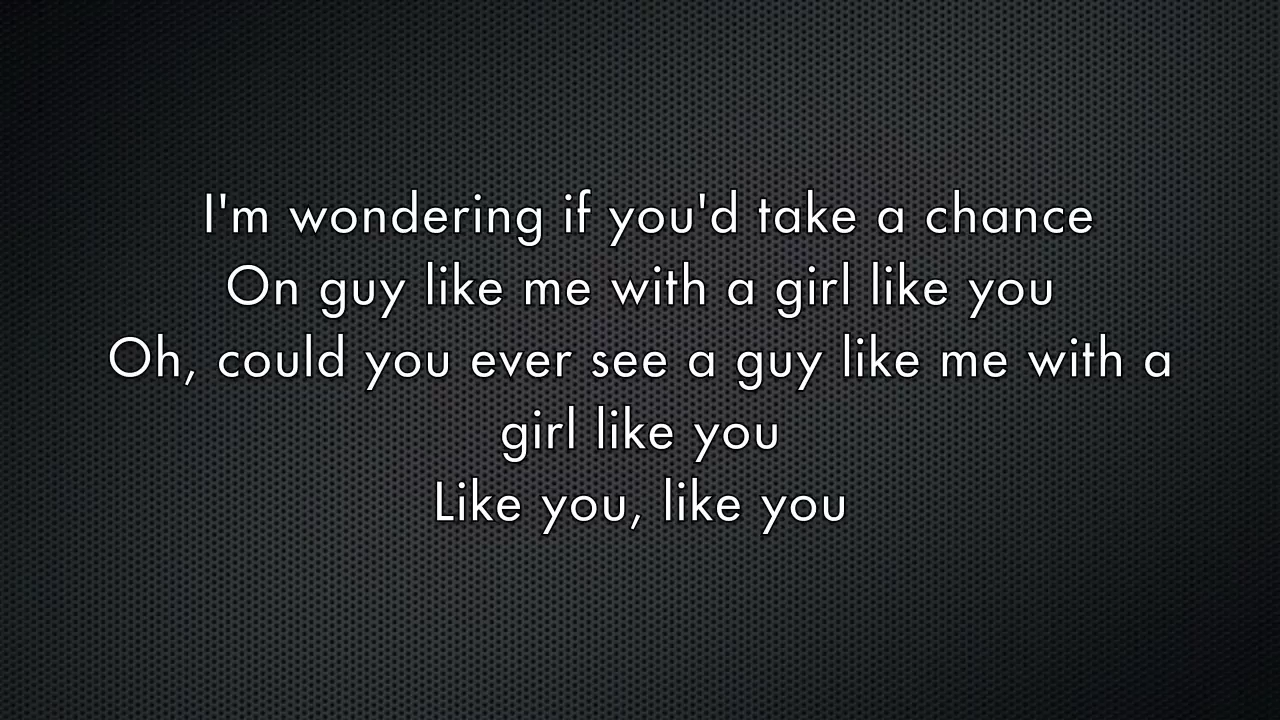 I'm wondering if you'd take a chance
On guy like me with a girl like you
Oh, could you ever see a guy like me with a
girl like you
Like you, like you